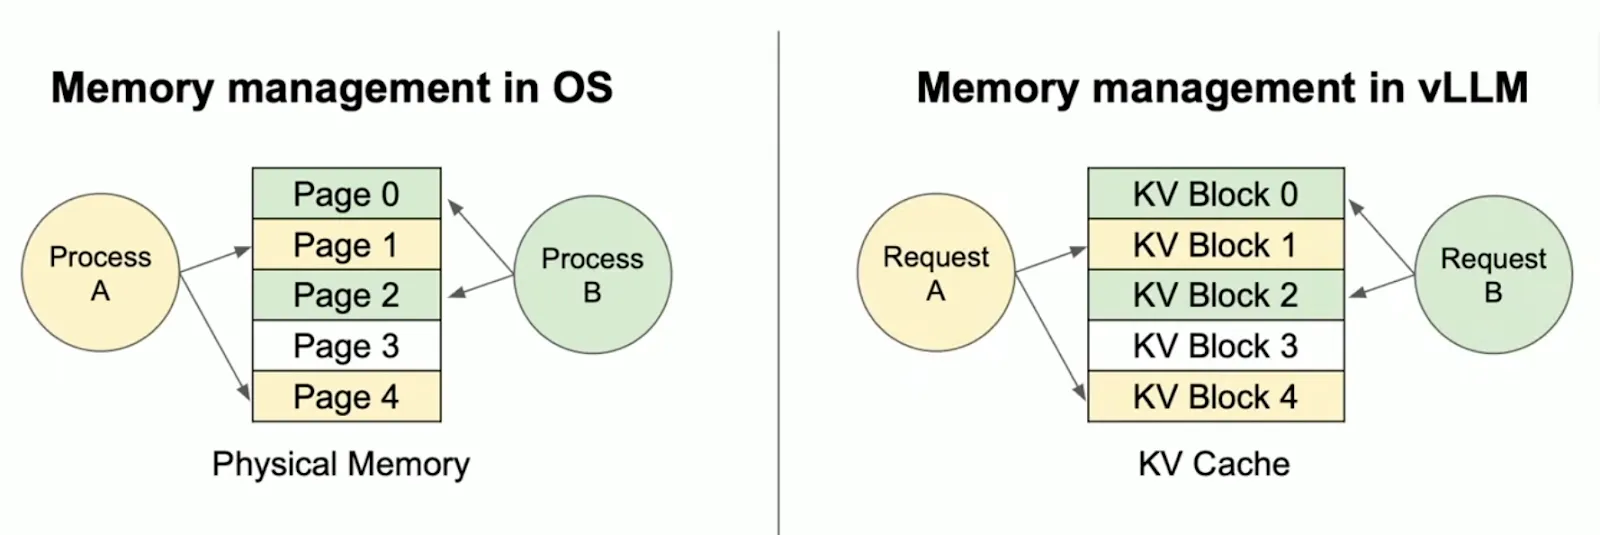 Memory management in OS
Process
A
Page 0
Page 1
Page 2
Page 3
Page 4
Process
B
Physical Memory
Memory management in vLLM
Request
A
KV Block 0
KV Block 1
KV Block 2
KV Block 3
KV Block 4
Request
B
KV Cache